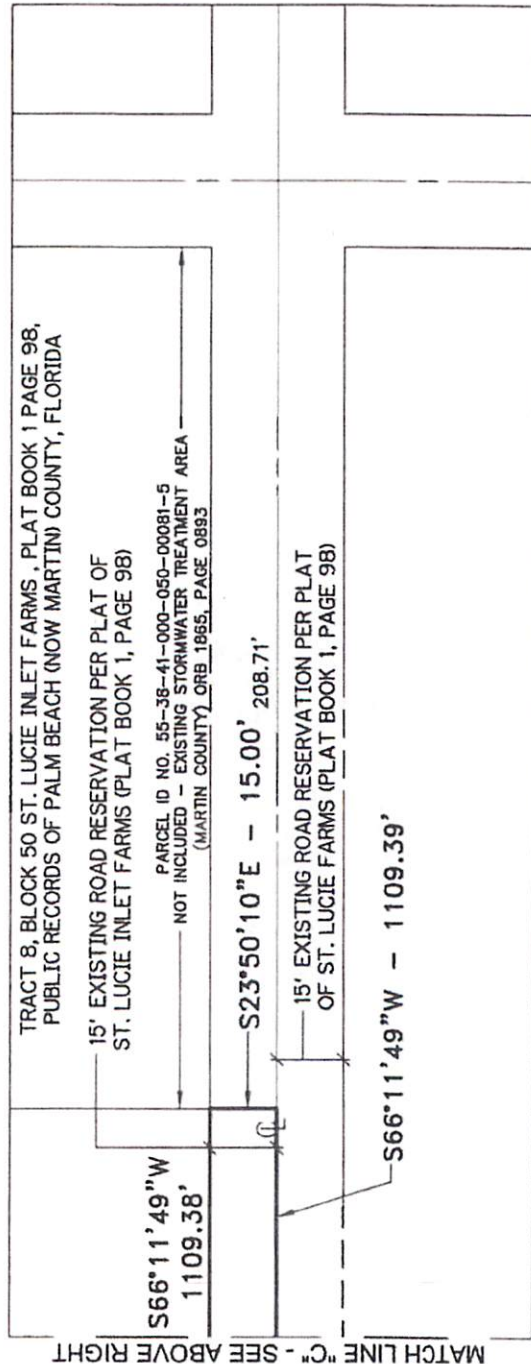 TRACT 8, BLOCK 50 ST. LUCIE INLET FARMS , PLAT BOOK 1 PAGE 98,
PUBLIC RECORDS OF PALM BEACH (NOW MARTIN) COUNTY, FLORIDA
15' EXISTING ROAD RESERVATION PER PLAT OF
ST. LUCIE INLET FARMS (PLAT BOOK 1, PAGE 98)
PARCEL ID NO. 55-38-41-000-050-00081-5
NOT INCLUDED - EXISTING STORMWATER TREATMENT AREA
(MARTIN COUNTY) ORB 1865, PAGE 0893
S66°11'49"W
1109.38'
S23°50'10"E - 15.00'
208.71'
15' EXISTING ROAD RESERVATION PER PLAT
OF ST. LUCIE FARMS (PLAT BOOK 1, PAGE 98)
S66°11'49"W - 1109.39'
MATCH LINE "C" - SEE ABOVE RIGHT